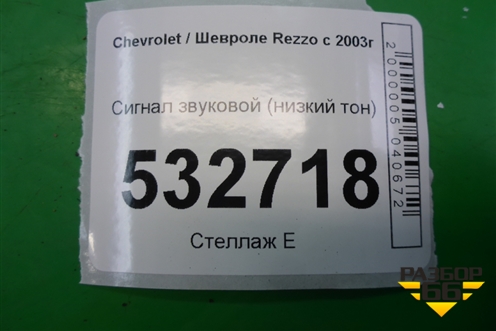 Chevrolet / Шевроле Rezzo с 2003г
Сигнал звуковой (низкий тон)
532718
Стеллаж Е
2000005040672
РАЗБОР
66